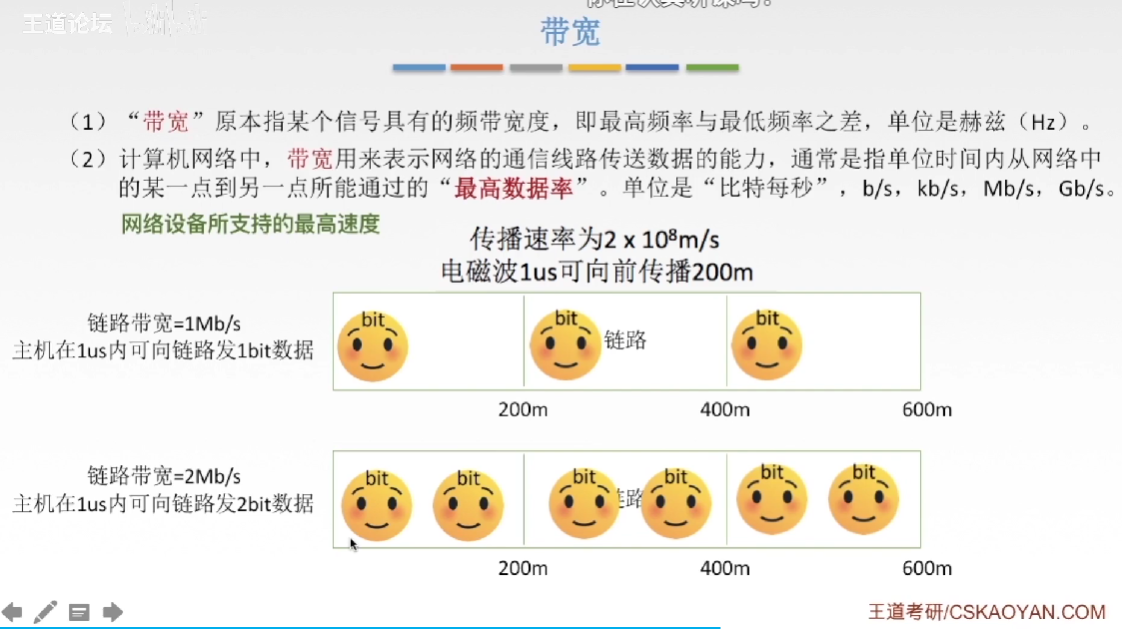 王道论坛
带宽
（1）“带宽”原本指某个信号具有的频带宽度，即最高频率与最低频率之差，单位是赫兹（Hz）。
（2）计算机网络中，带宽用来表示网络的通信线路传送数据的能力，通常是指单位时间内从网络中
的某一点到另一点所能通过的“最高数据率”。单位是“比特每秒”，b/s，kb/s，Mb/s，Gb/s。
网络设备所支持的最高速度
传播速率为2 x 10⁸m/s
电磁波1us可向前传播200m
链路带宽=1Mb/s
主机在1us内可向链路发1bit数据
bit
bit
链路
bit
200m
400m
600m
链路带宽=2Mb/s
主机在1us内可向链路发2bit数据
bit
bit
bit
路
bit
bit
bit
200m
400m
600m
王道考研/CSKAOYAN.COM